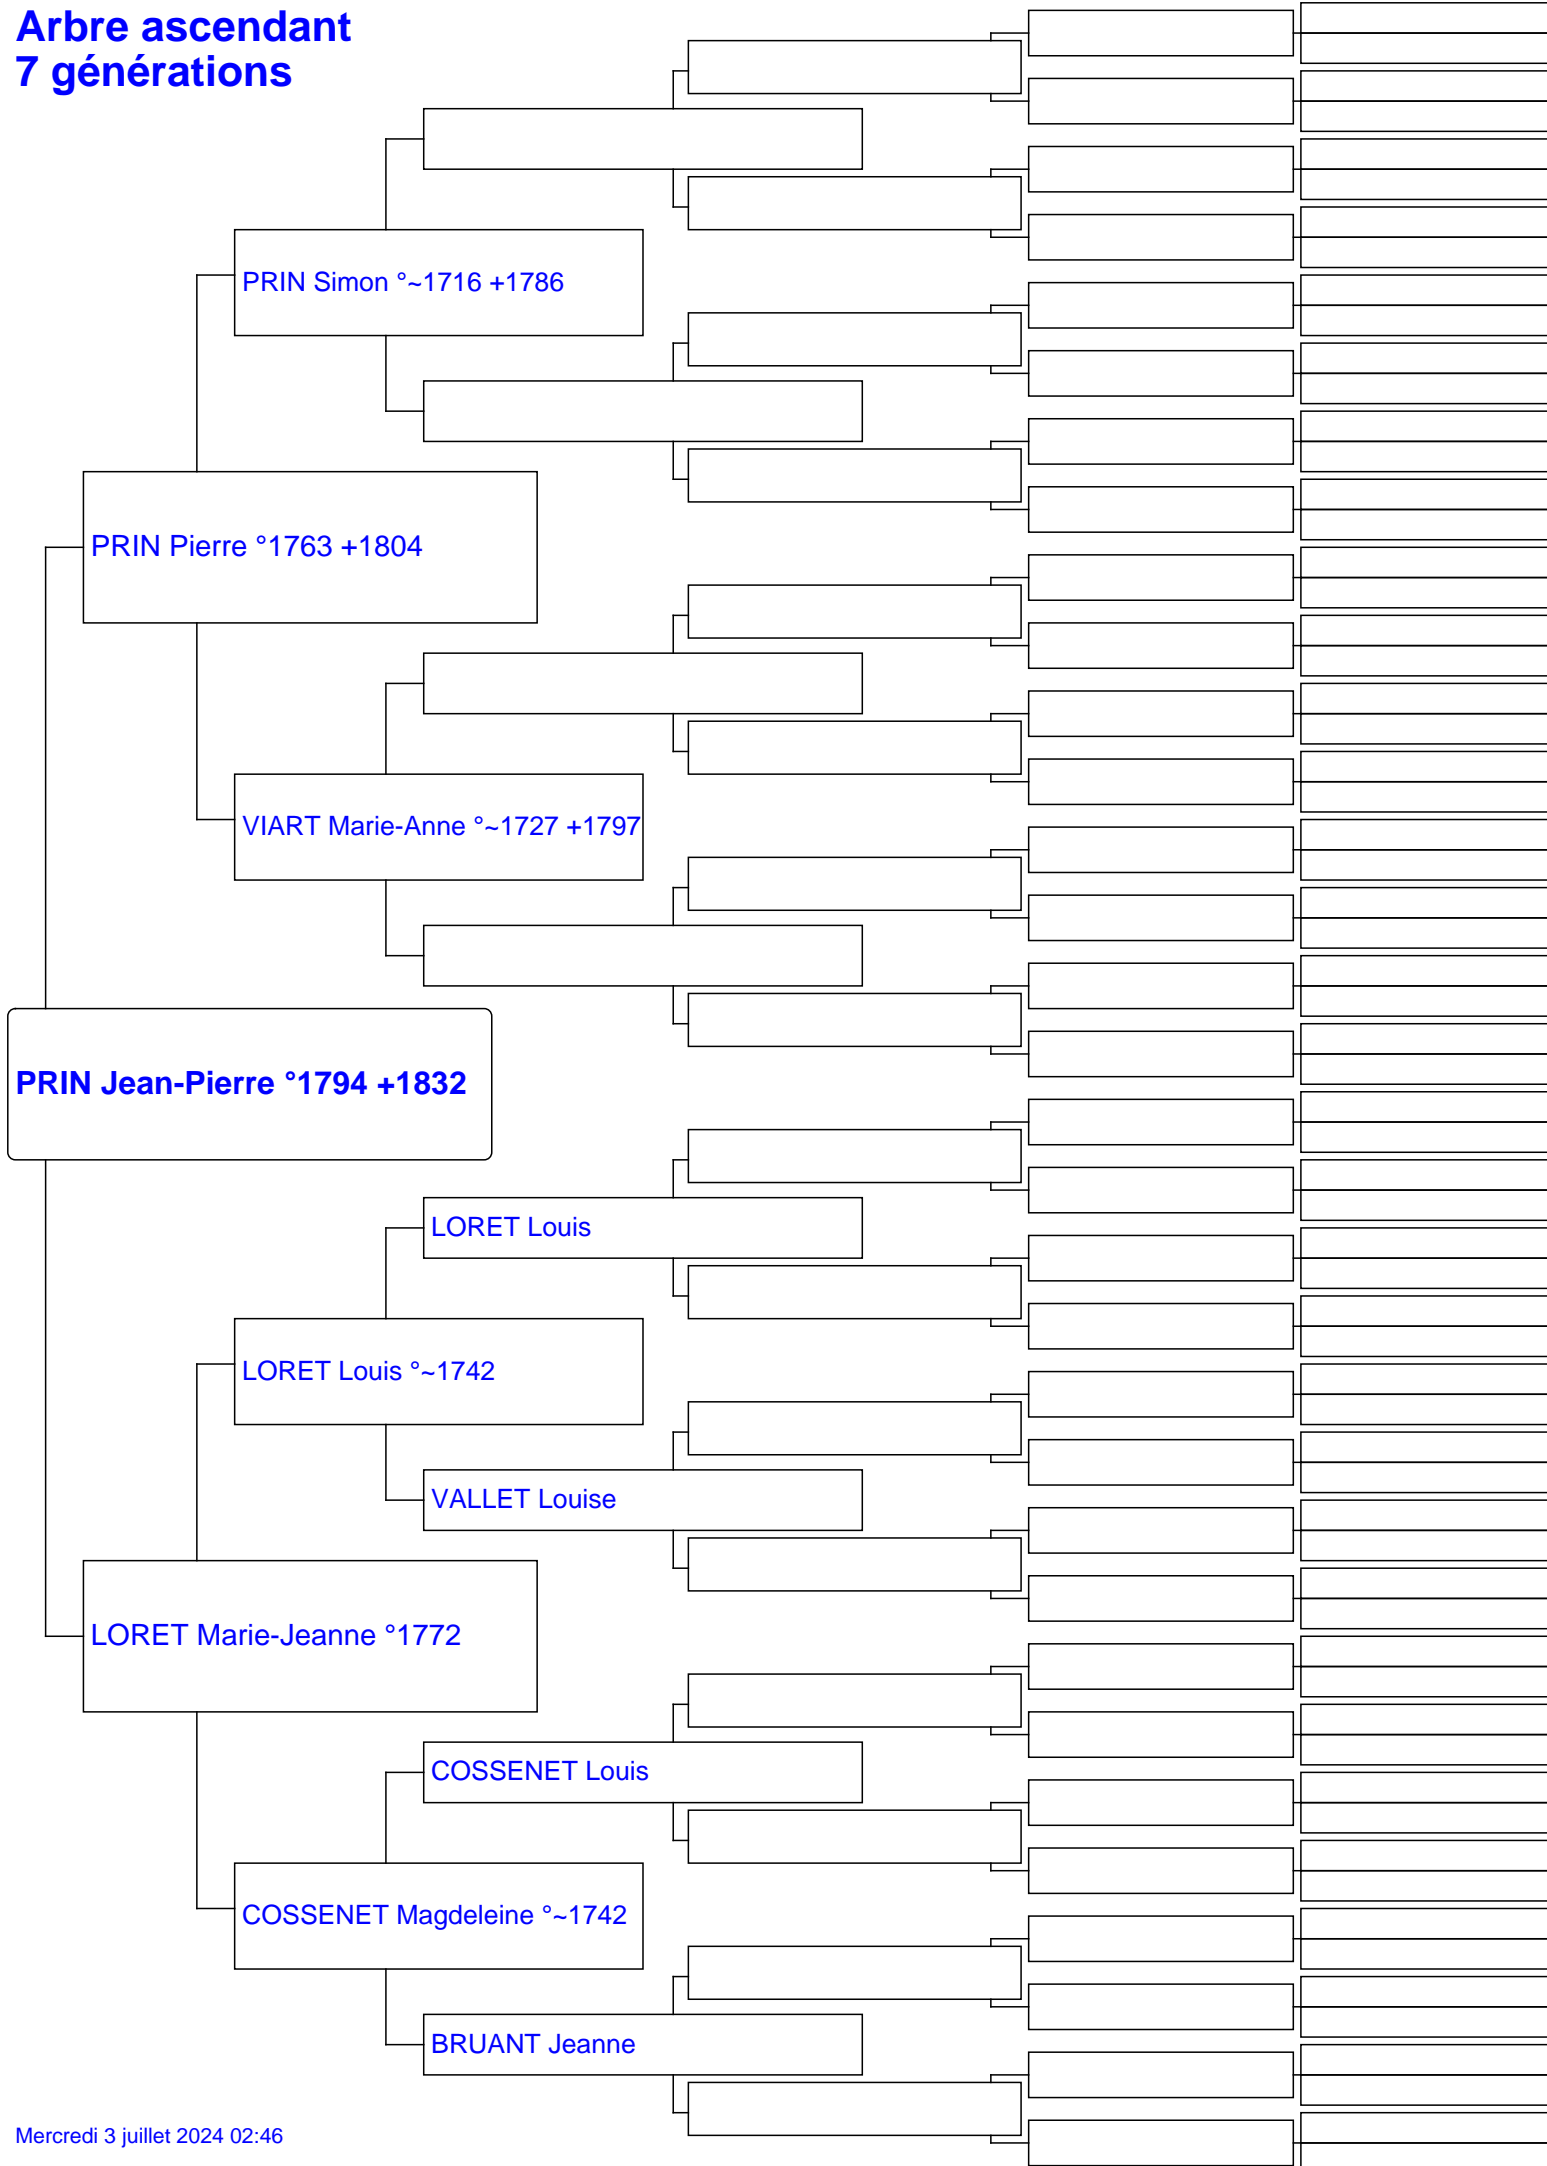 Arbre ascendant
7 générations
PRIN Simon °~1716 +1786
PRIN Pierre °1763 +1804
VIART Marie-Anne °~1727 +1797
PRIN Jean-Pierre °1794 +1832
LORET Louis
LORET Louis °~1742
VALLET Louise
LORET Marie-Jeanne °1772
COSSENET Louis
COSSENET Magdeleine °~1742
BRUANT Jeanne
Mercredi 3 juillet 2024 02:46